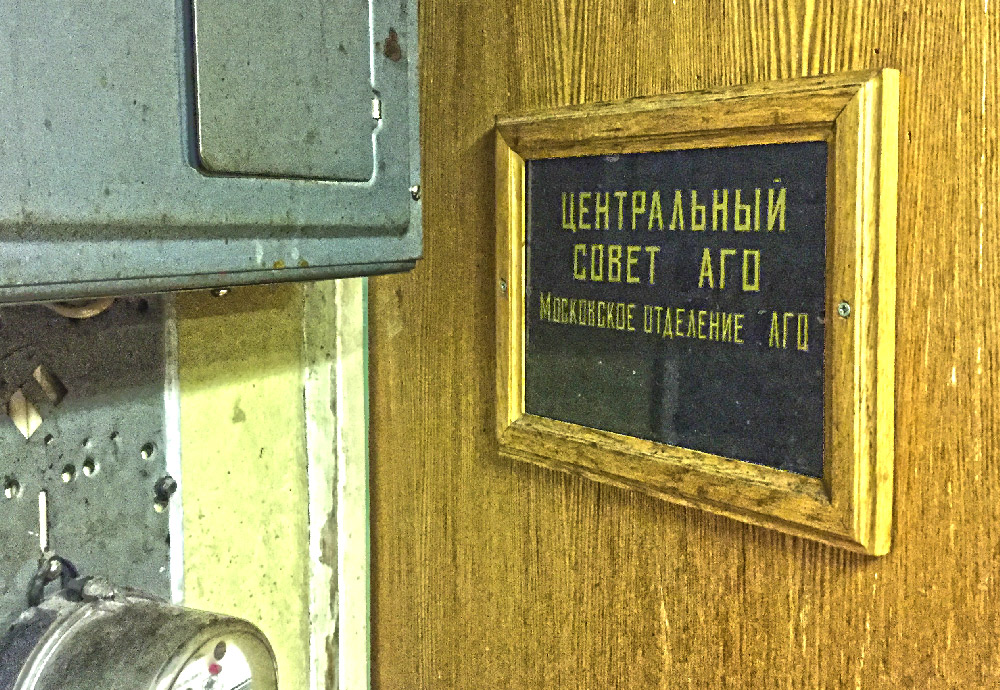 ЦЕНТРАЛЬНЫЙ
СОВЕТ АГО
МОСКОВСКОЕ ОТДЕЛЕНИЕ АГО